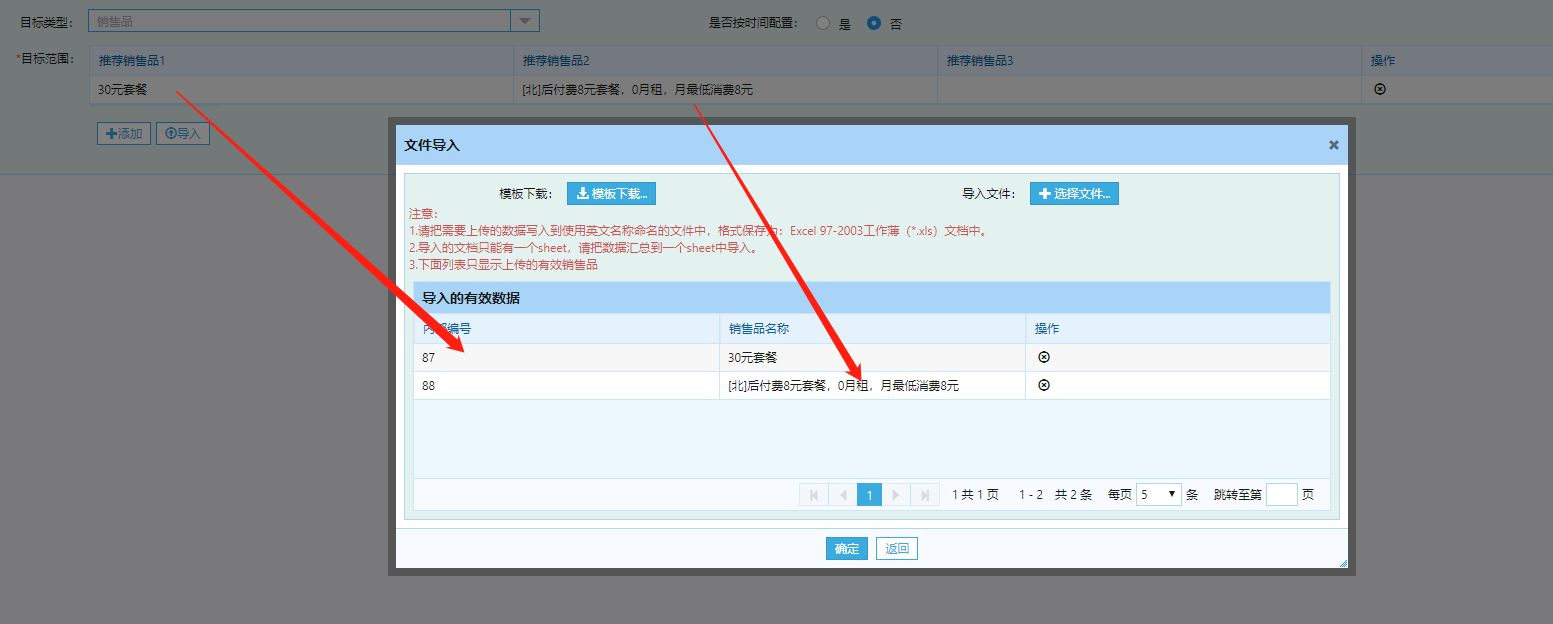 目标类型： 销售品 是否按时间配置： 是 否
*目标范围： 推荐销售品1 推荐销售品2 推荐销售品3 操作
30元套餐 [北]后付费8元套餐，0月租，月最低消费8元
添加 导入
文件导入
模板下载： 模板下载... 导入文件： 选择文件...
注意：
1.请把需要上传的数据写入到使用英文名称命名的文件中，格式保存为：Excel 97-2003工作薄（*.xls）文档中。
2.导入的文档只能有一个sheet，请把数据汇总到一个sheet中导入。
3.下面列表只显示上传的有效销售品
导入的有效数据
内部编号 销售品名称 操作
87 30元套餐
88 [北]后付费8元套餐，0月租，月最低消费8元
1 1 共 1 页 1 - 2 共 2 条 每页 5 条 跳转至第 页
确定 返回